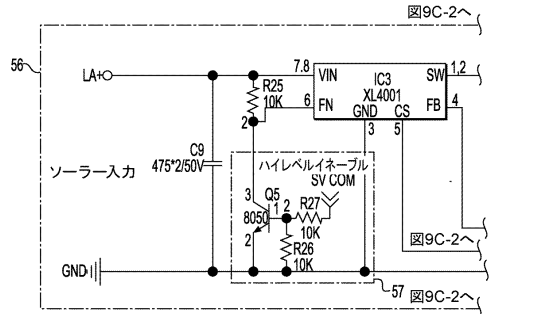 図9C-2へ
56
LA+
7.8
VIN
IC3
XL4001
SW
1,2
R25
10K
6
FN
GND
CS
FB
4
2
3
5
C9
475*2/50V
ソーラー入力
ハイレベルイネーブル
SV COM
3
Q5
1
2
R27
8050
10K
2
R26
10K
図9C-2へ
GND
57
図9C-2へ